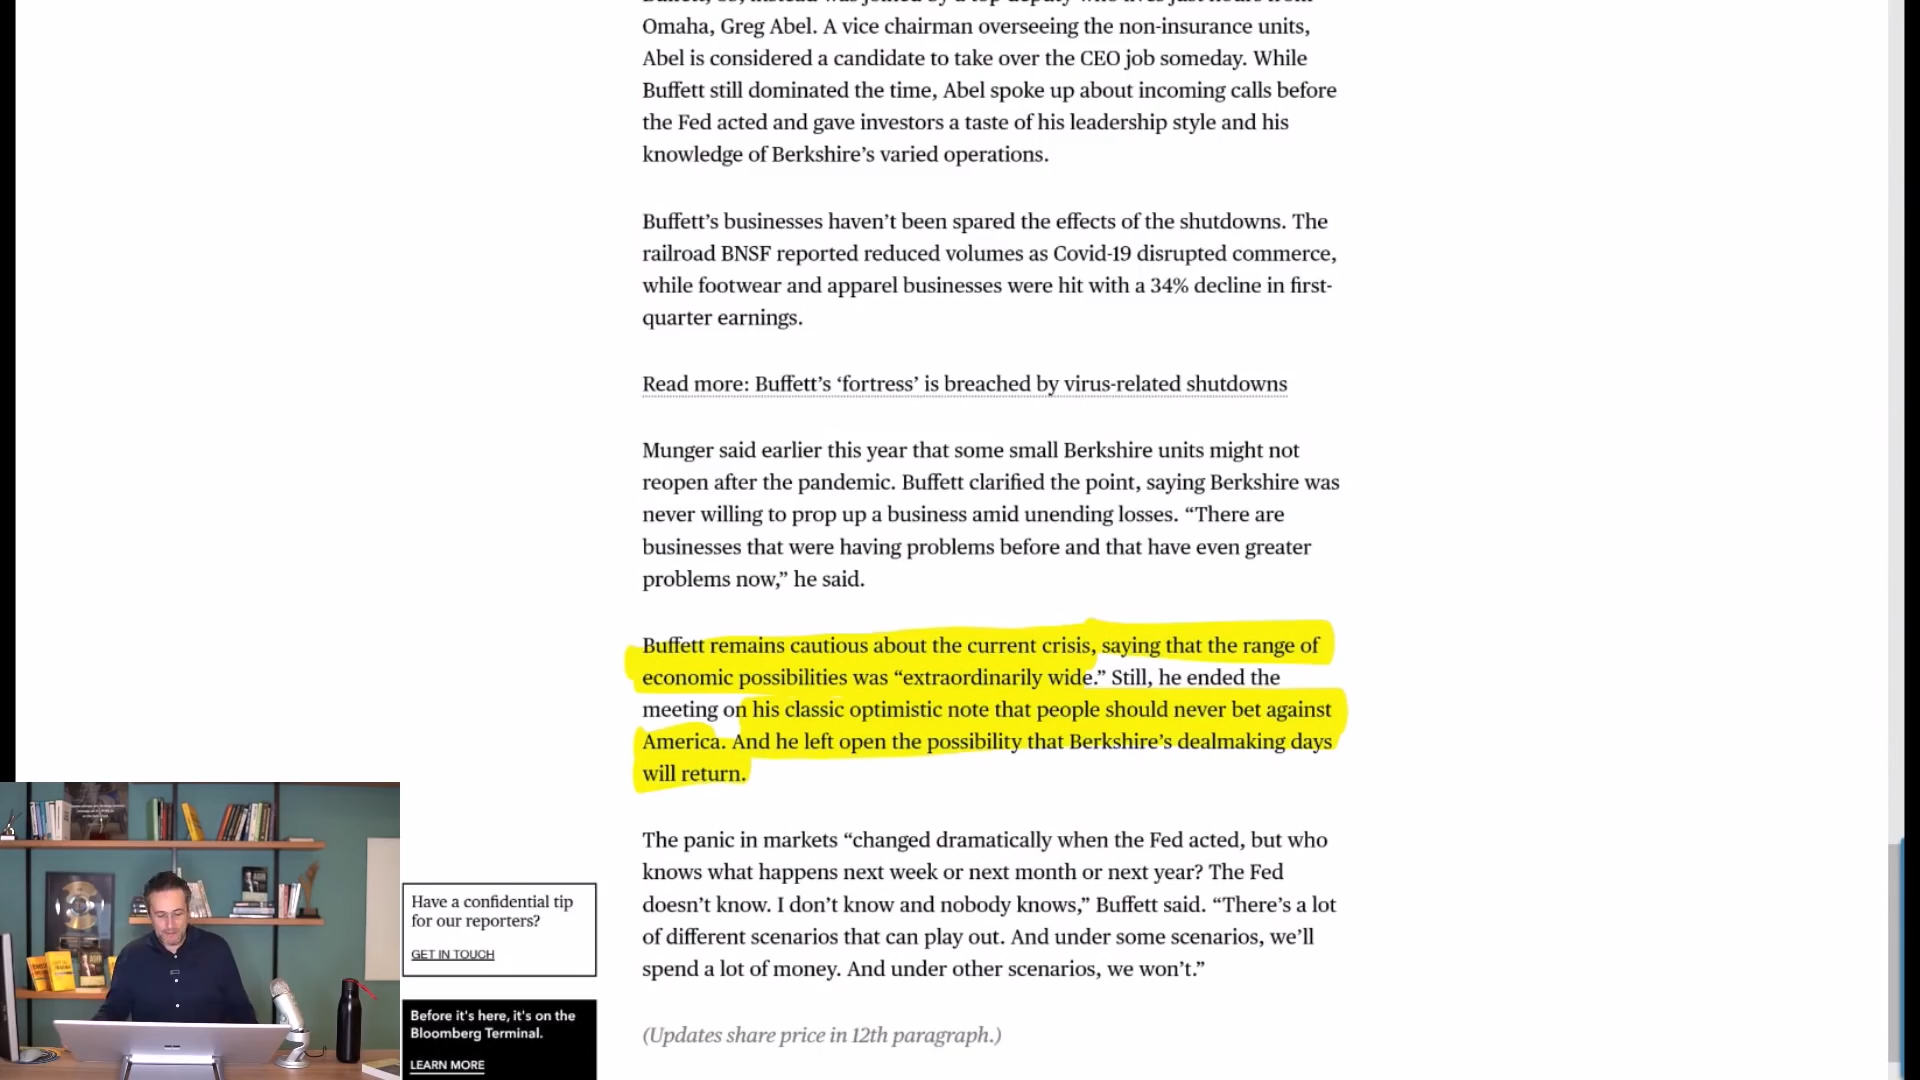 Omaha, Greg Abel. A vice chairman overseeing the non-insurance units,
Abel is considered a candidate to take over the CEO job someday. While
Buffett still dominated the time, Abel spoke up about incoming calls before
the Fed acted and gave investors a taste of his leadership style and his
knowledge of Berkshire’s varied operations.
Buffett’s businesses haven’t been spared the effects of the shutdowns. The
railroad BNSF reported reduced volumes as Covid-19 disrupted commerce,
while footwear and apparel businesses were hit with a 34% decline in first-
quarter earnings.
Read more: Buffett’s ‘fortress’ is breached by virus-related shutdowns
Munger said earlier this year that some small Berkshire units might not
reopen after the pandemic. Buffett clarified the point, saying Berkshire was
never willing to prop up a business amid unending losses. “There are
businesses that were having problems before and that have even greater
problems now,” he said.
Buffett remains cautious about the current crisis, saying that the range of
economic possibilities was “extraordinarily wide.” Still, he ended the
meeting on his classic optimistic note that people should never bet against
America. And he left open the possibility that Berkshire’s dealmaking days
will return.
The panic in markets “changed dramatically when the Fed acted, but who
knows what happens next week or next month or next year? The Fed
doesn’t know. I don’t know and nobody knows,” Buffett said. “There’s a lot
of different scenarios that can play out. And under some scenarios, we’ll
spend a lot of money. And under other scenarios, we won’t.”
(Updates share price in 12th paragraph.)
Have a confidential tip
for our reporters?
GET IN TOUCH
Before it's here, it's on the
Bloomberg Terminal.
LEARN MORE